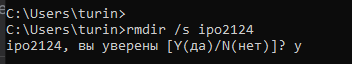 C:\Users\turin>
C:\Users\turin>rmdir /s ipo2124
ipo2124, вы уверены [Y(да)/N(нет)]? y